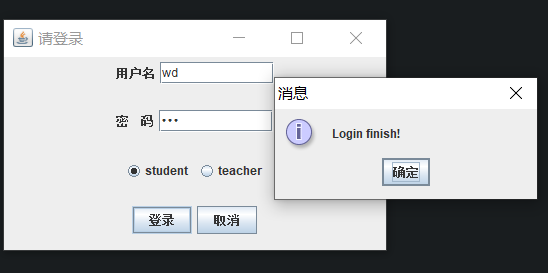 请登录
用户名 wd
密 码 •••
student teacher
登录 取消
消息
Login finish!
确定